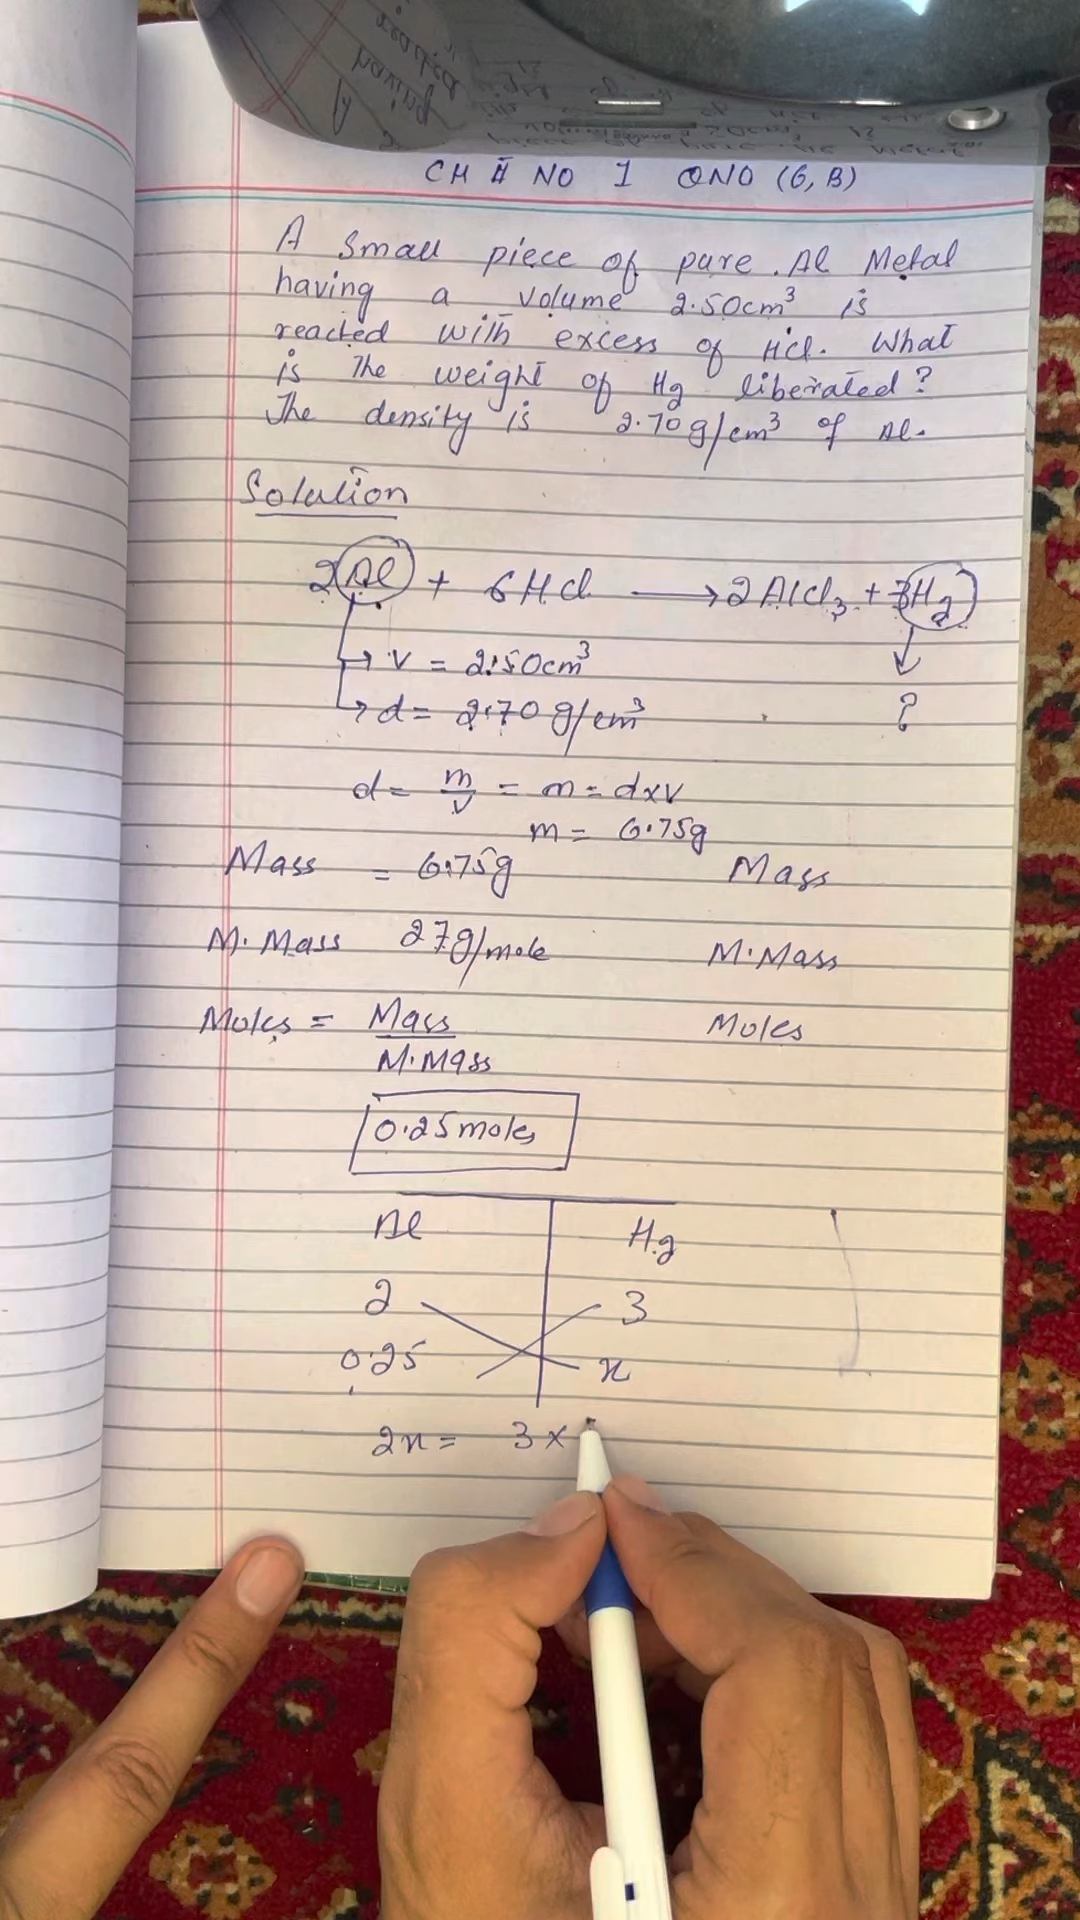 CH # NO 1 QNO (6, B)
A Small piece of pure Al Metal
having a volume 2.50cm³ is
reacted with excess of HCl. What
is The weight of Hg liberated?
The density is 2.70g/cm³ of Al.
Solution
2Al + 6HCl → 2AlCl₃ + 3H₂
→ V = 2.50cm³
→ d = 2.70 g/cm³ ?
d = m/v = m = d×v
m = 6.75g
Mass = 6.75g Mass
M. Mass 27g/mole M. Mass
Moles = Mass Moles
M. Mass
0.25 moles
Al Hg
2 3
0.25 x
2x = 3 ×